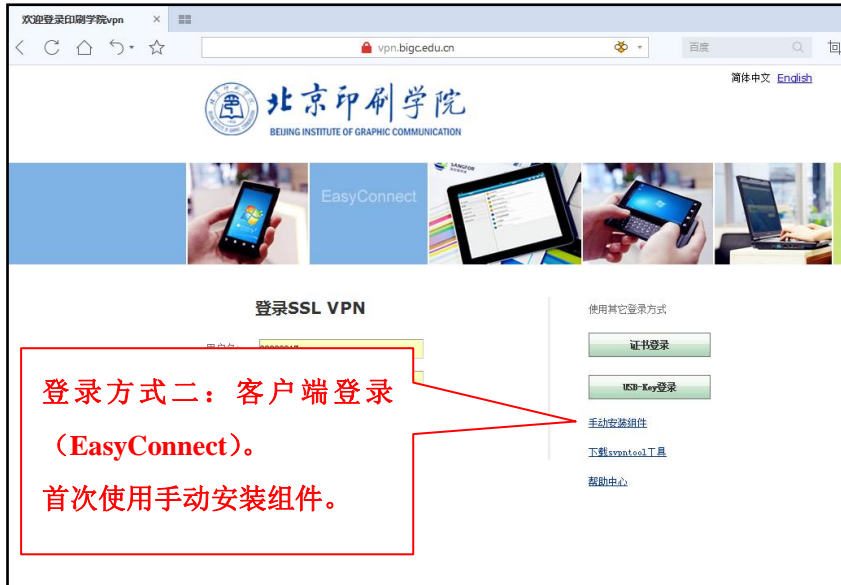 欢迎登录印刷学院vpn
vpn.bigc.edu.cn
百度
简体中文 English
北京印刷学院
BEIJING INSTITUTE OF GRAPHIC COMMUNICATION
EasyConnect
SANGFOR
登录SSL VPN
使用其它登录方式
证书登录
USB-Key登录
手动安装组件
下载svpntool工具
帮助中心
登录方式二：客户端登录
（EasyConnect）。
首次使用手动安装组件。